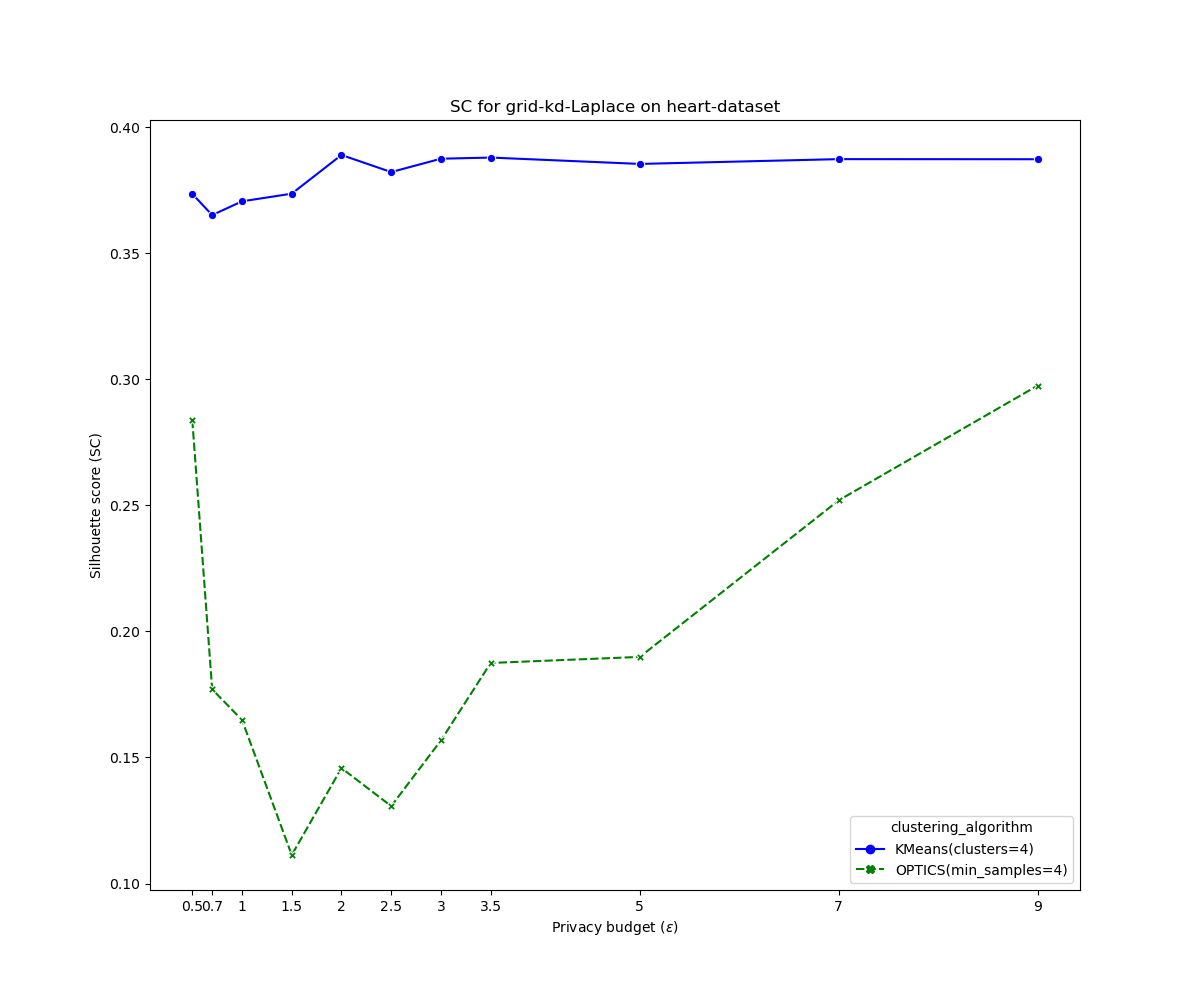 SC for grid-kd-Laplace on heart-dataset
0.40
0.35
0.30
0.25
0.20
0.15
0.10
Silhouette score (SC)
clustering_algorithm
KMeans(clusters=4)
OPTICS(min_samples=4)
0.5 0.7 1 1.5 2 2.5 3 3.5 5 7 9
Privacy budget (ε)